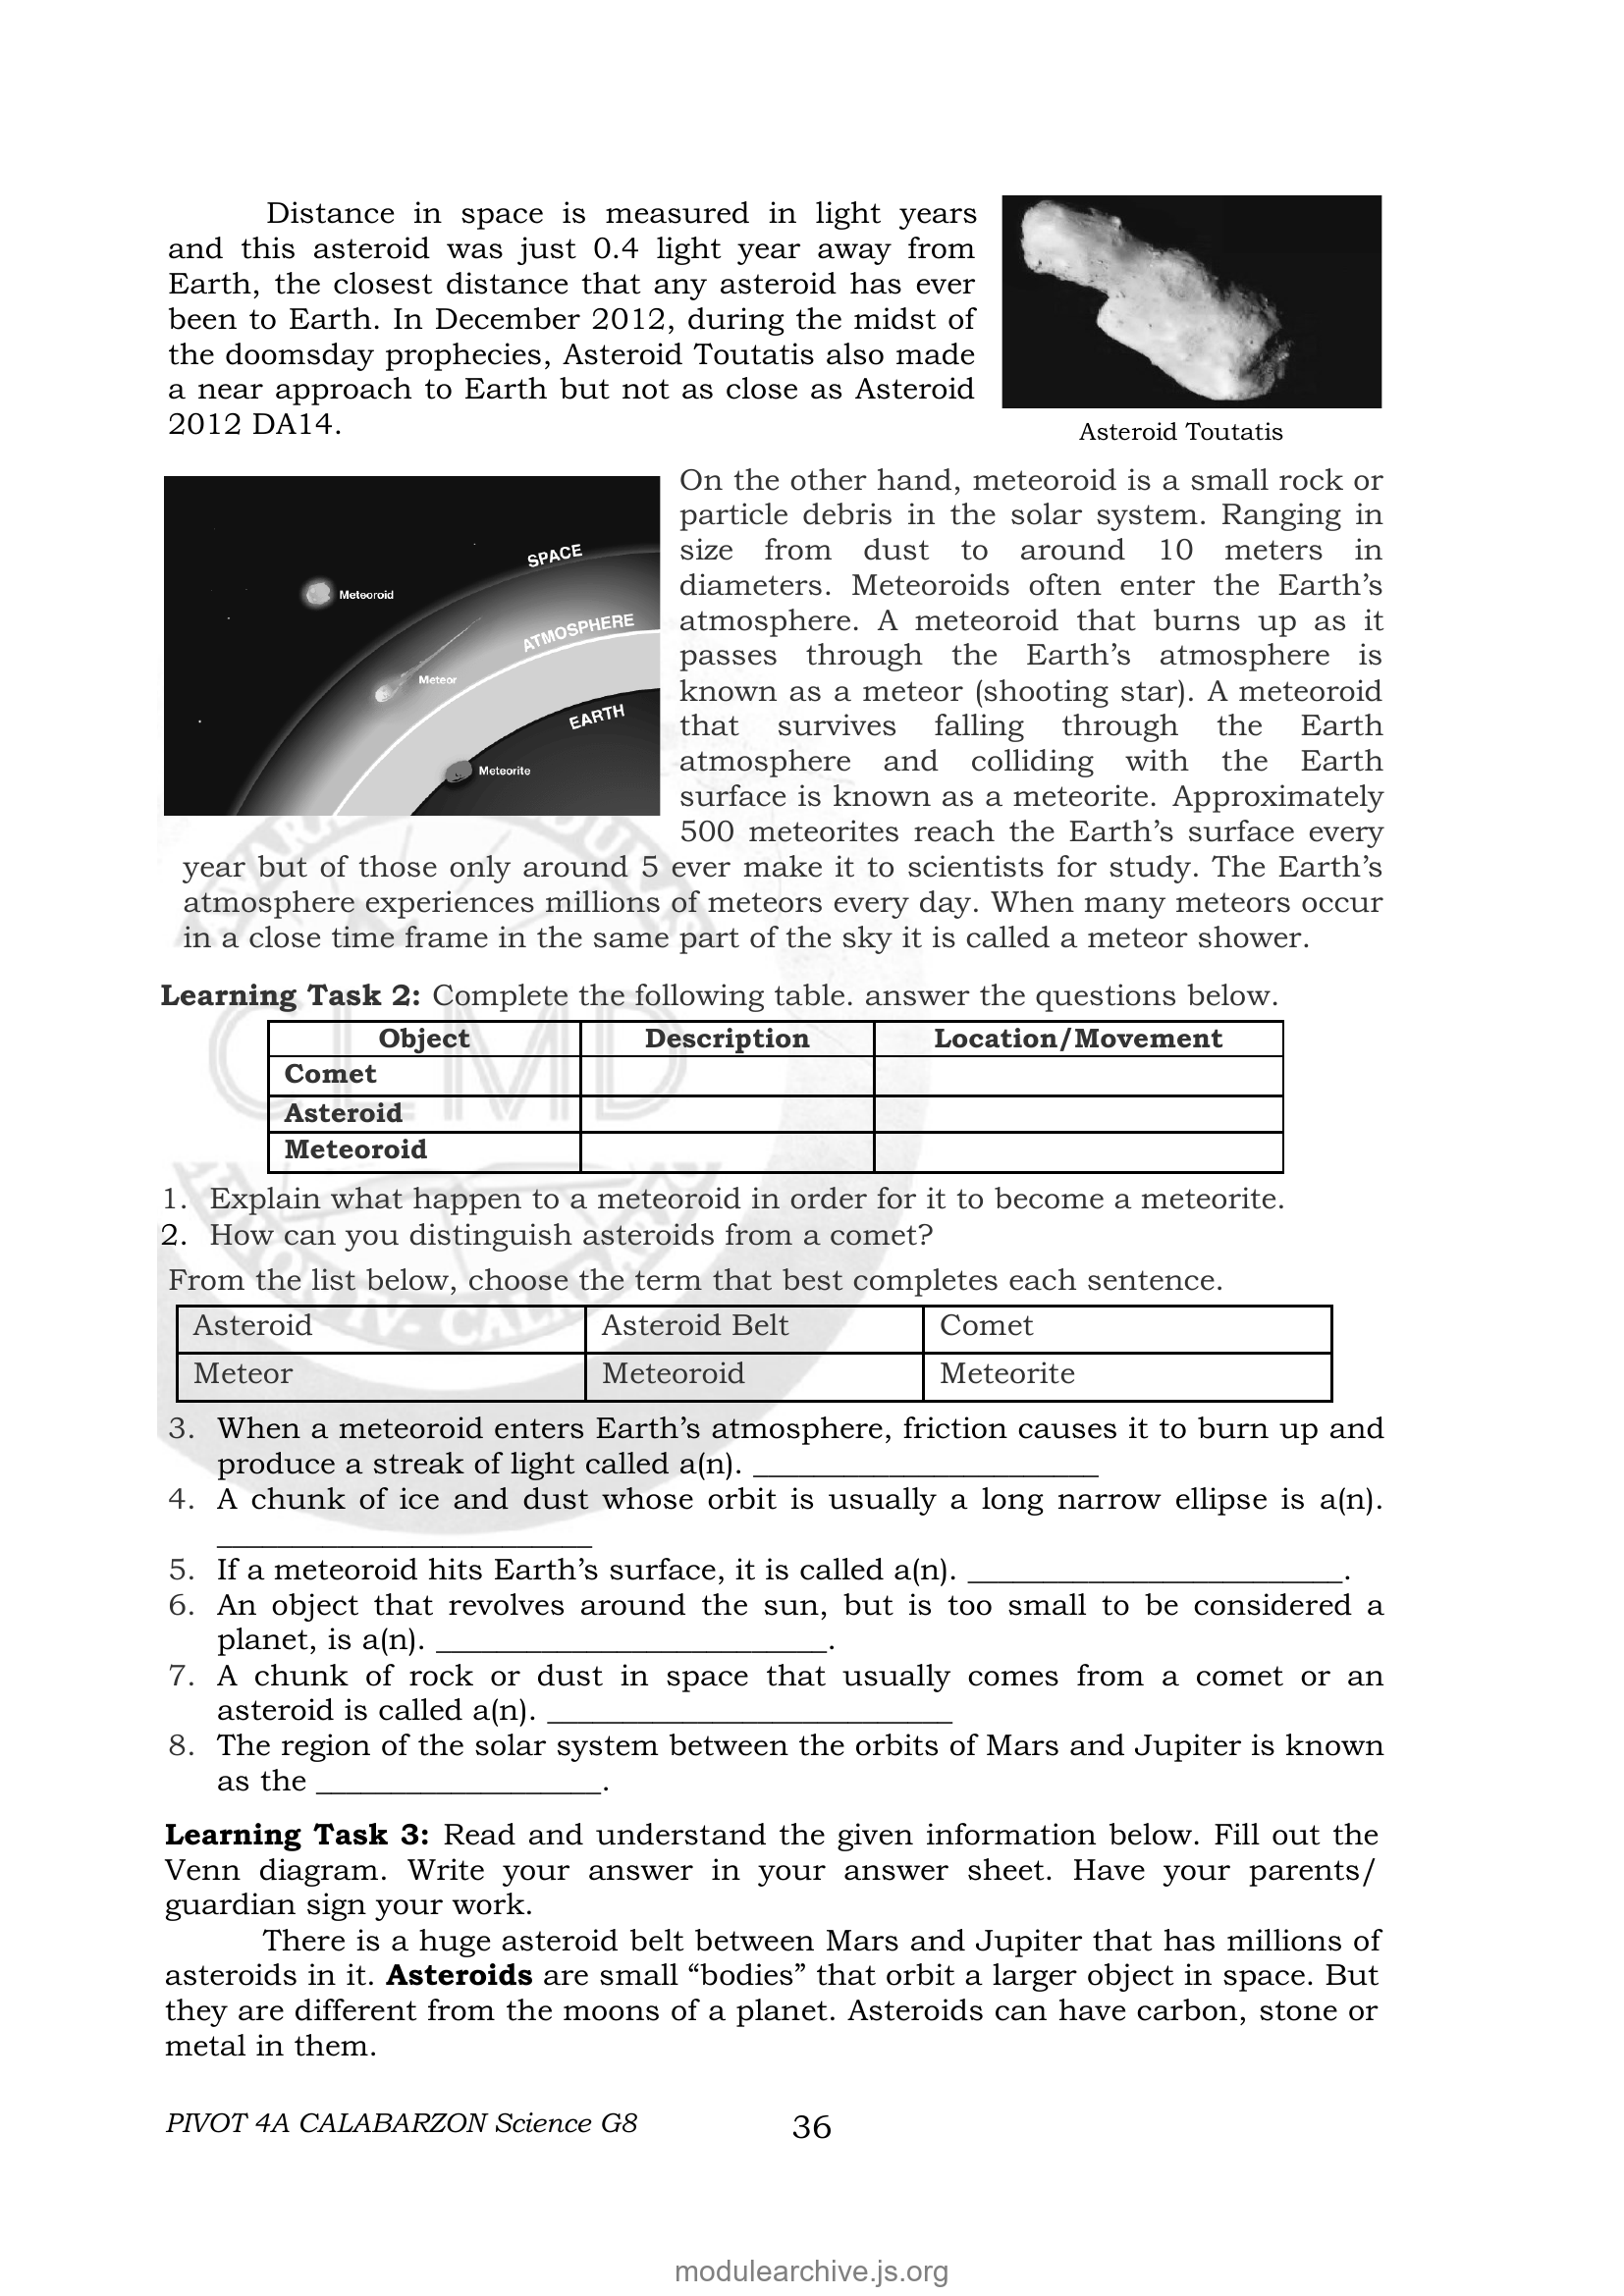 Distance in space is measured in light years
and this asteroid was just 0.4 light year away from
Earth, the closest distance that any asteroid has ever
been to Earth. In December 2012, during the midst of
the doomsday prophecies, Asteroid Toutatis also made
a near approach to Earth but not as close as Asteroid
2012 DA14.
Asteroid Toutatis
SPACE
Meteoroid
ATMOSPHERE
Meteor
EARTH
Meteorite
On the other hand, meteoroid is a small rock or
particle debris in the solar system. Ranging in
size from dust to around 10 meters in
diameters. Meteoroids often enter the Earth's
atmosphere. A meteoroid that burns up as it
passes through the Earth's atmosphere is
known as a meteor (shooting star). A meteoroid
that survives falling through the Earth
atmosphere and colliding with the Earth
surface is known as a meteorite. Approximately
500 meteorites reach the Earth's surface every
year but of those only around 5 ever make it to scientists for study. The Earth's
atmosphere experiences millions of meteors every day. When many meteors occur
in a close time frame in the same part of the sky it is called a meteor shower.
Learning Task 2: Complete the following table. answer the questions below.
Object Description Location/Movement
Comet
Asteroid
Meteoroid
CLMD
1. Explain what happen to a meteoroid in order for it to become a meteorite.
2. How can you distinguish asteroids from a comet?
From the list below, choose the term that best completes each sentence.
Asteroid Asteroid Belt Comet
Meteor Meteoroid Meteorite
3. When a meteoroid enters Earth's atmosphere, friction causes it to burn up and
produce a streak of light called a(n). _______________________
4. A chunk of ice and dust whose orbit is usually a long narrow ellipse is a(n).
_________________________
5. If a meteoroid hits Earth's surface, it is called a(n). _________________________.
6. An object that revolves around the sun, but is too small to be considered a
planet, is a(n). __________________________.
7. A chunk of rock or dust in space that usually comes from a comet or an
asteroid is called a(n). ___________________________
8. The region of the solar system between the orbits of Mars and Jupiter is known
as the ___________________.
Learning Task 3: Read and understand the given information below. Fill out the
Venn diagram. Write your answer in your answer sheet. Have your parents/
guardian sign your work.
There is a huge asteroid belt between Mars and Jupiter that has millions of
asteroids in it. Asteroids are small “bodies” that orbit a larger object in space. But
they are different from the moons of a planet. Asteroids can have carbon, stone or
metal in them.
PIVOT 4A CALABARZON Science G8 36
modulearchive.js.org